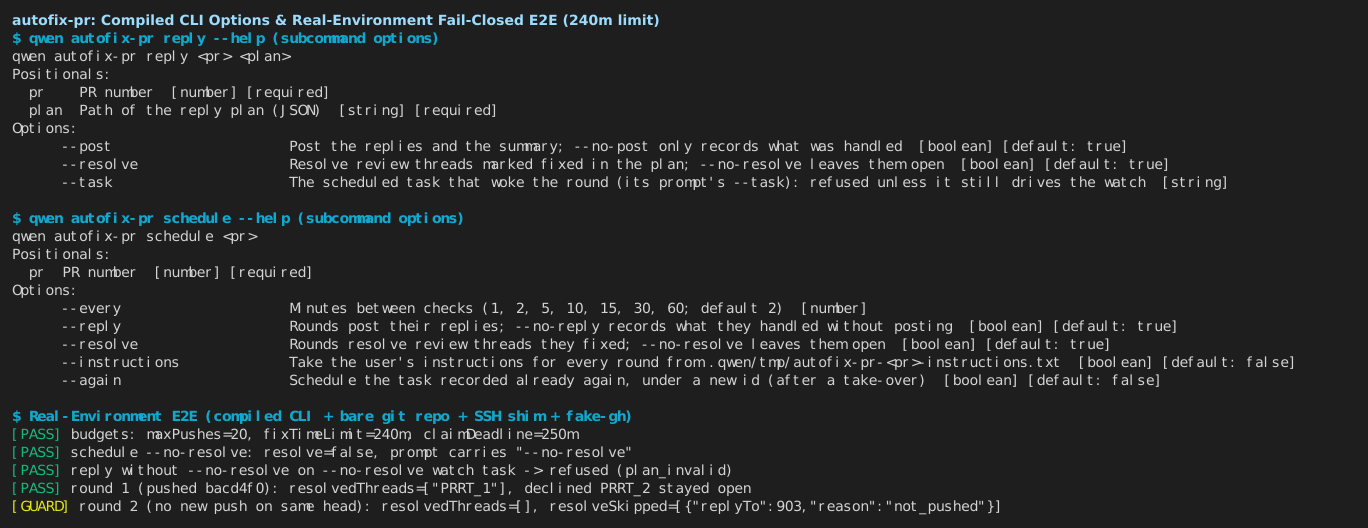 autofix-pr: Compiled CLI Options & Real-Environment Fail-Closed E2E (240m limit)
$ qwen autofix-pr reply --help (subcommand options)
qwen autofix-pr reply <pr> <plan>
Positionals:
pr PR number [number] [required]
plan Path of the reply plan (JSON) [string] [required]
Options:
--post Post the replies and the summary; --no-post only records what was handled [boolean] [default: true]
--resolve Resolve review threads marked fixed in the plan; --no-resolve leaves them open [boolean] [default: true]
--task The scheduled task that woke the round (its prompt's --task): refused unless it still drives the watch [string]
$ qwen autofix-pr schedule --help (subcommand options)
qwen autofix-pr schedule <pr>
Positionals:
pr PR number [number] [required]
Options:
--every Minutes between checks (1, 2, 5, 10, 15, 30, 60; default 2) [number]
--reply Rounds post their replies; --no-reply records what they handled without posting [boolean] [default: true]
--resolve Rounds resolve review threads they fixed; --no-resolve leaves them open [boolean] [default: true]
--instructions Take the user's instructions for every round from .qwen/tmp/autofix-pr-<pr>-instructions.txt [boolean] [default: false]
--again Schedule the task recorded already again, under a new id (after a take-over) [boolean] [default: false]
$ Real-Environment E2E (compiled CLI + bare git repo + SSH shim + fake-gh)
[PASS] budgets: maxPushes=20, fixTimeLimit=240m, claimDeadline=250m
[PASS] schedule --no-resolve: resolve=false, prompt carries "--no-resolve"
[PASS] reply without --no-resolve on --no-resolve watch task -> refused (plan_invalid)
[PASS] round 1 (pushed bacd4f0): resolvedThreads=["PRRT_1"], declined PRRT_2 stayed open
[GUARD] round 2 (no new push on same head): resolvedThreads=[], resolveSkipped=[{"replyTo":903,"reason":"not_pushed"}]